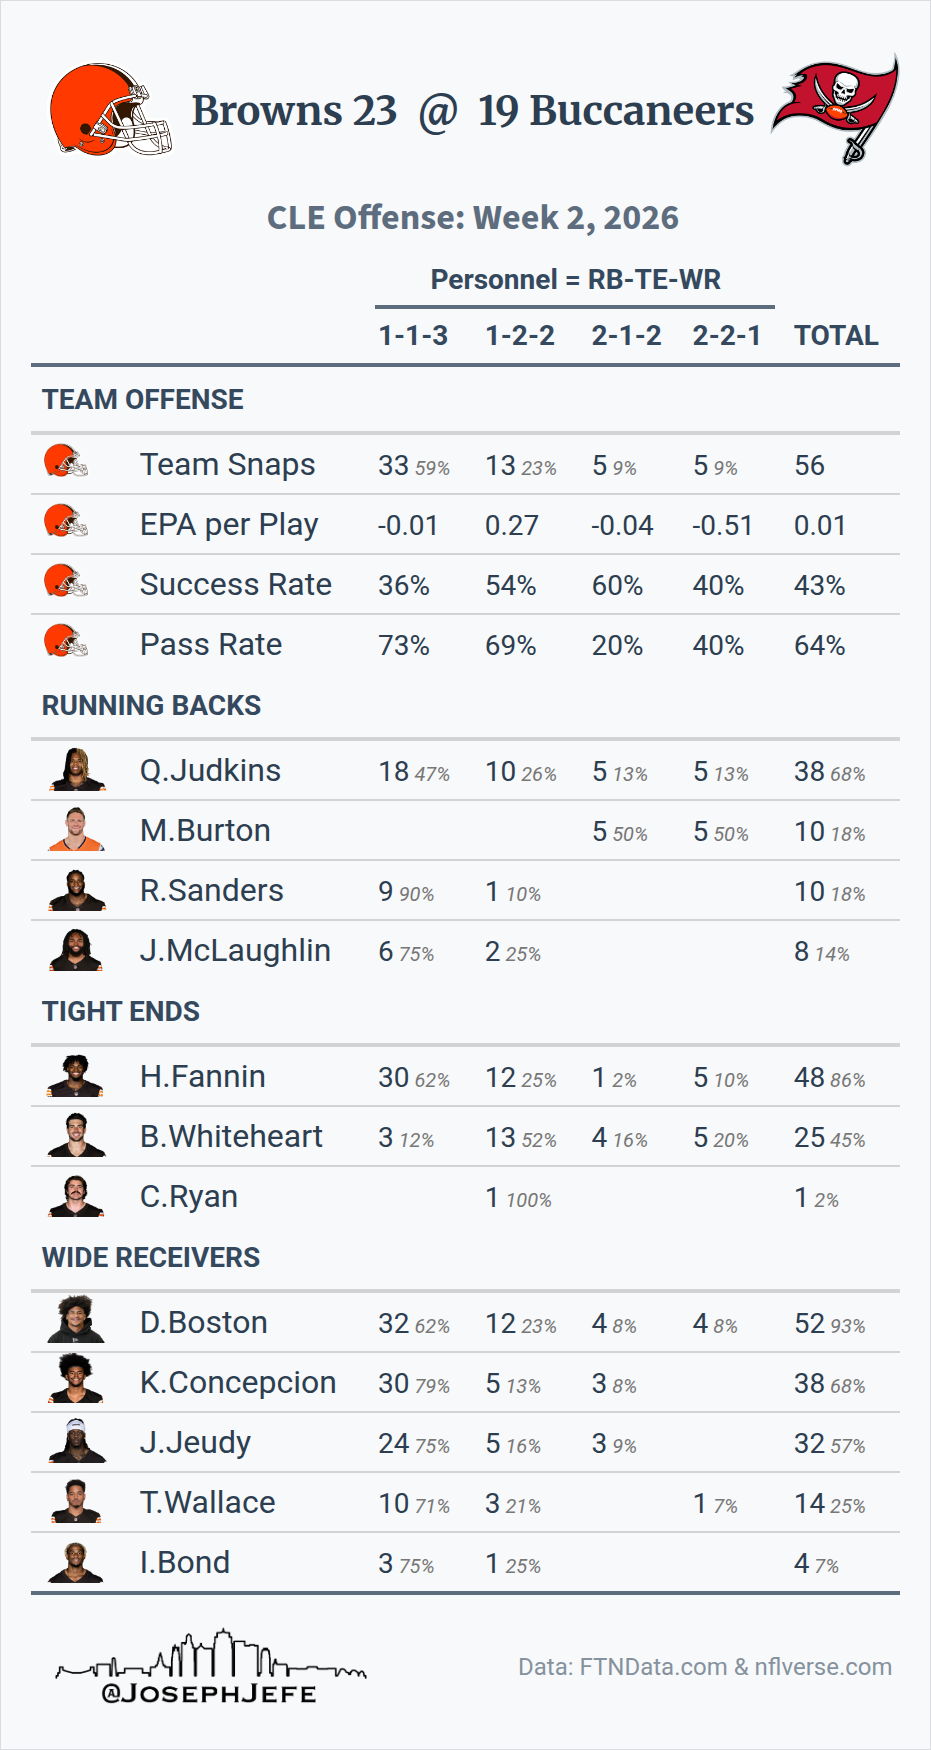 Browns 23 @ 19 Buccaneers
CLE Offense: Week 2, 2026
Personnel = RB-TE-WR
1-1-3 1-2-2 2-1-2 2-2-1 TOTAL
TEAM OFFENSE
Team Snaps 33 59% 13 23% 5 9% 5 9% 56
EPA per Play -0.01 0.27 -0.04 -0.51 0.01
Success Rate 36% 54% 60% 40% 43%
Pass Rate 73% 69% 20% 40% 64%
RUNNING BACKS
Q.Judkins 18 47% 10 26% 5 13% 5 13% 38 68%
M.Burton 5 50% 5 50% 10 18%
R.Sanders 9 90% 1 10% 10 18%
J.McLaughlin 6 75% 2 25% 8 14%
TIGHT ENDS
H.Fannin 30 62% 12 25% 1 2% 5 10% 48 86%
B.Whiteheart 3 12% 13 52% 4 16% 5 20% 25 45%
C.Ryan 1 100% 1 2%
WIDE RECEIVERS
D.Boston 32 62% 12 23% 4 8% 4 8% 52 93%
K.Concepcion 30 79% 5 13% 3 8% 38 68%
J.Jeudy 24 75% 5 16% 3 9% 32 57%
T.Wallace 10 71% 3 21% 1 7% 14 25%
I.Bond 3 75% 1 25% 4 7%
@JOSEPHJEFE
Data: FTNData.com & nflverse.com